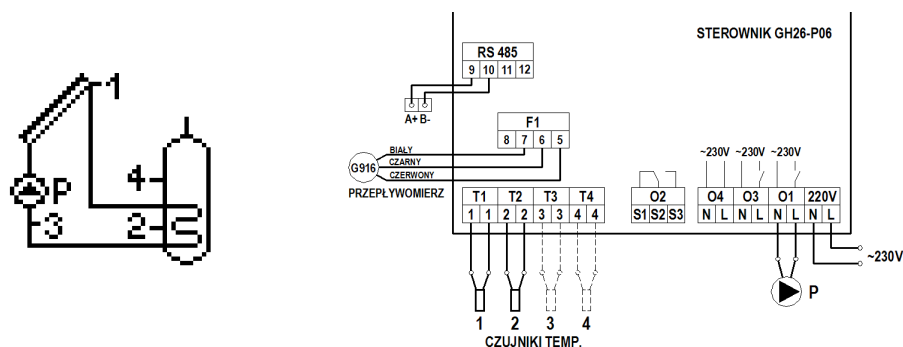 1
4
P
3
2
STEROWNIK GH26-P06
RS 485
9 10 11 12
A+ B-
F1
8 7 6 5
BIAŁY
CZARNY
CZERWONY
G916
PRZEPŁYWOMIERZ
~230V ~230V ~230V
T1 T2 T3 T4
1 1 2 2 3 3 4 4
O2
S1 S2 S3
O4 O3 O1 220V
N L N L N L N L
~230V
P
1 2 3 4
CZUJNIKI TEMP.